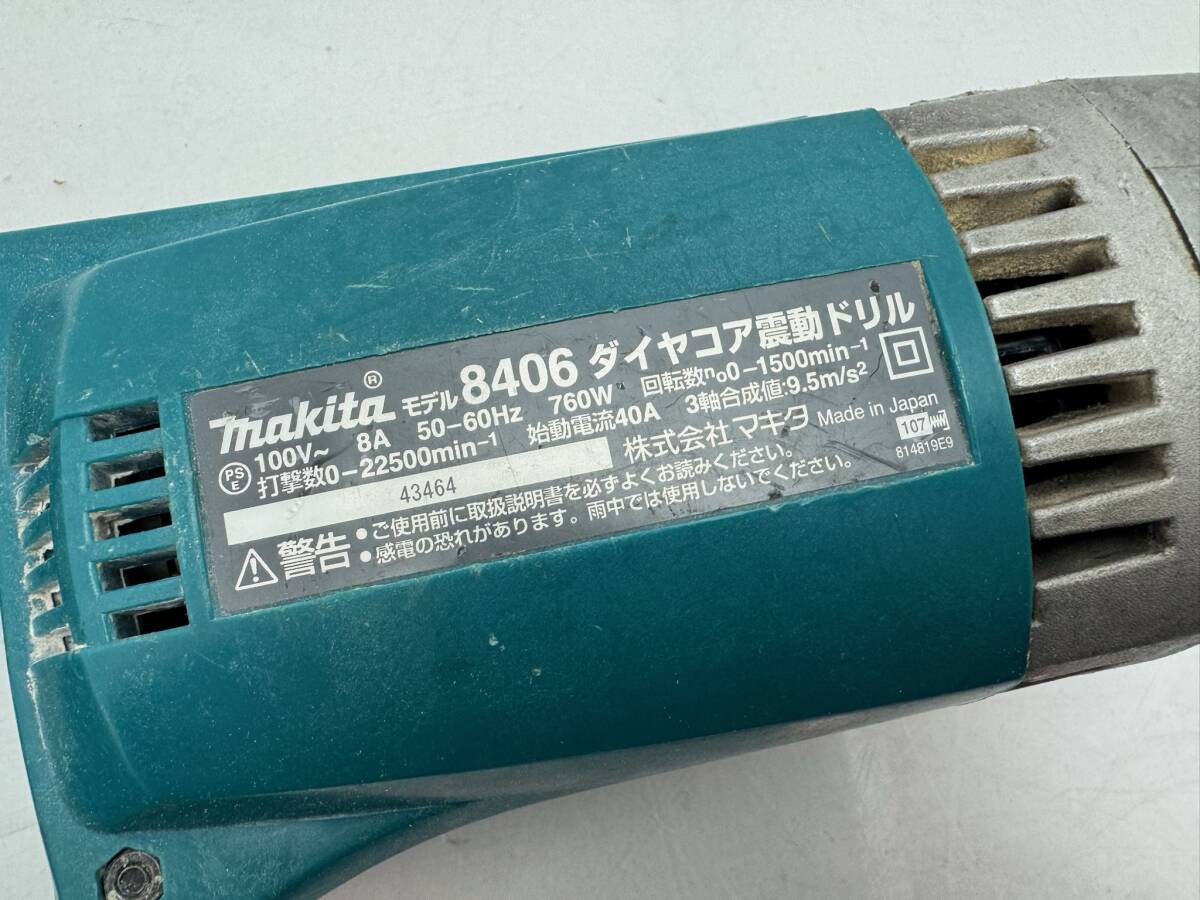 makita® モデル 8406 ダイヤコア震動ドリル
PSE 100V~ 8A 50-60Hz 760W 回転数n₀0-1500min⁻¹
打撃数0-22500min⁻¹ 始動電流40A 3軸合成値:9.5m/s²
43464 株式会社 マキタ Made in Japan 107
814819E9
警告 ●ご使用前に取扱説明書を必ずよくお読みください。
●感電の恐れがあります。雨中では使用しないでください。